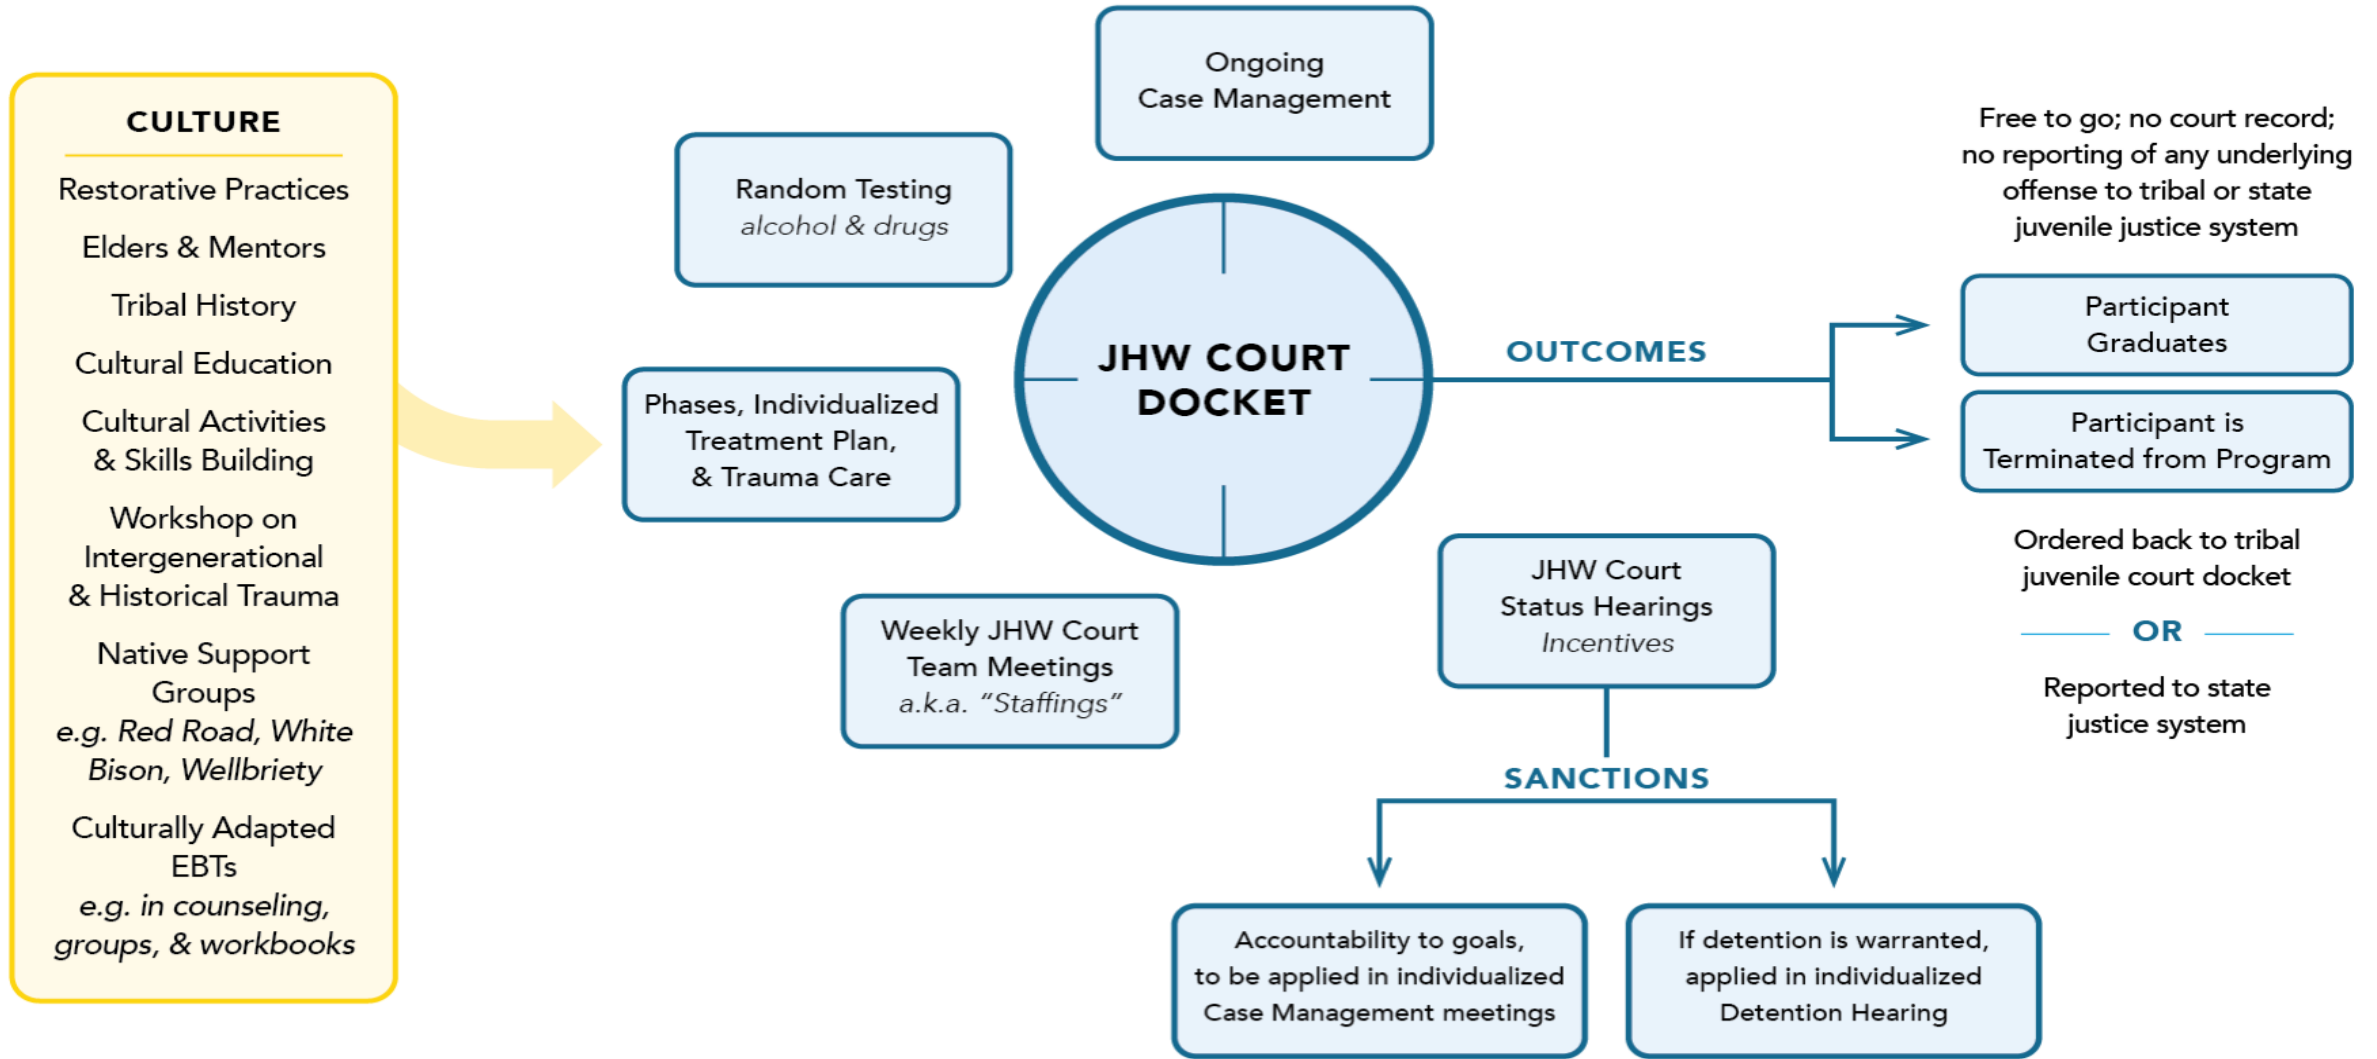 CULTURE
Restorative Practices
Elders & Mentors
Tribal History
Cultural Education
Cultural Activities
& Skills Building
Workshop on
Intergenerational
& Historical Trauma
Native Support
Groups
e.g. Red Road, White
Bison, Wellbriety
Culturally Adapted
EBTs
e.g. in counseling,
groups, & workbooks
Ongoing
Case Management
Random Testing
alcohol & drugs
Phases, Individualized
Treatment Plan,
& Trauma Care
Weekly JHW Court
Team Meetings
a.k.a. “Staffings”
JHW COURT
DOCKET
JHW Court
Status Hearings
Incentives
SANCTIONS
Accountability to goals,
to be applied in individualized
Case Management meetings
If detention is warranted,
applied in individualized
Detention Hearing
OUTCOMES
Free to go; no court record;
no reporting of any underlying
offense to tribal or state
juvenile justice system
Participant
Graduates
Participant is
Terminated from Program
Ordered back to tribal
juvenile court docket
OR
Reported to state
justice system